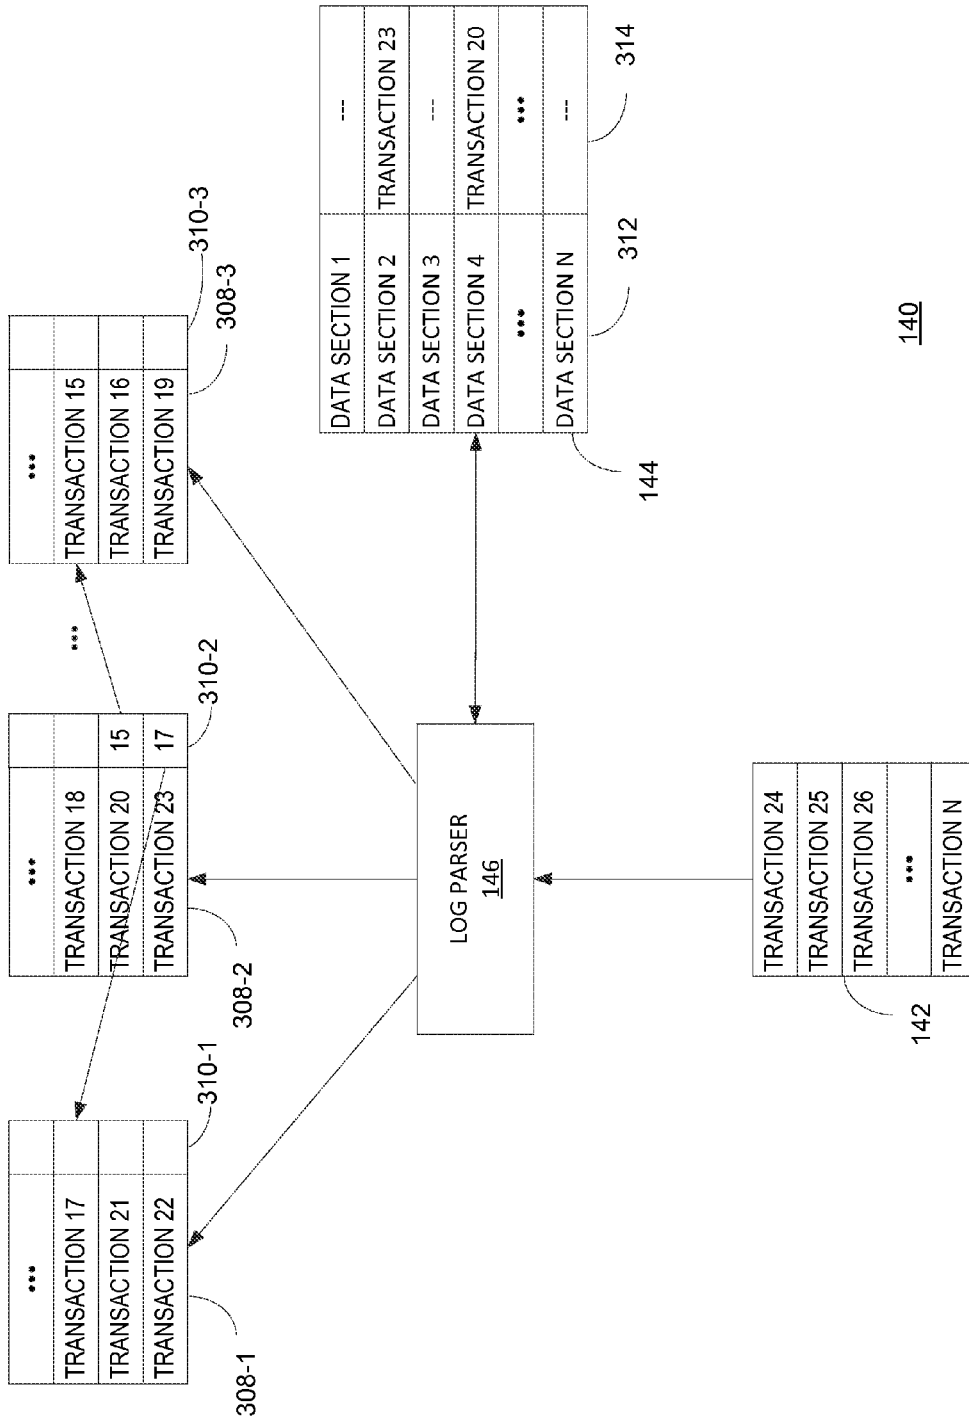 ***
TRANSACTION 17
TRANSACTION 21
TRANSACTION 22
308-1
310-1
***
TRANSACTION 18
TRANSACTION 20 15
TRANSACTION 23 17
308-2
310-2
***
***
TRANSACTION 15
TRANSACTION 16
TRANSACTION 19
308-3
310-3
LOG PARSER
146
DATA SECTION 1 ---
DATA SECTION 2 TRANSACTION 23
DATA SECTION 3 ---
DATA SECTION 4 TRANSACTION 20
*** ***
DATA SECTION N ---
144
312
314
TRANSACTION 24
TRANSACTION 25
TRANSACTION 26
***
TRANSACTION N
142
140